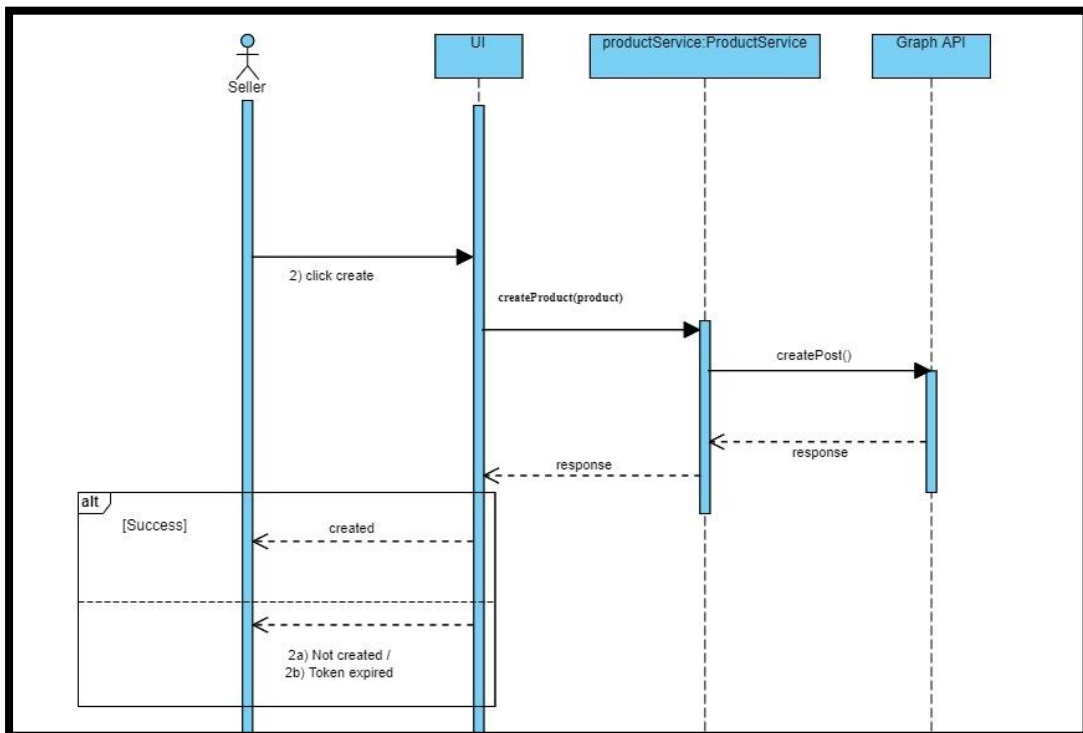 Seller
UI
productService:ProductService
Graph API
2) click create
createProduct(product)
createPost()
response
response
alt
[Success]
created
2a) Not created /
2b) Token expired